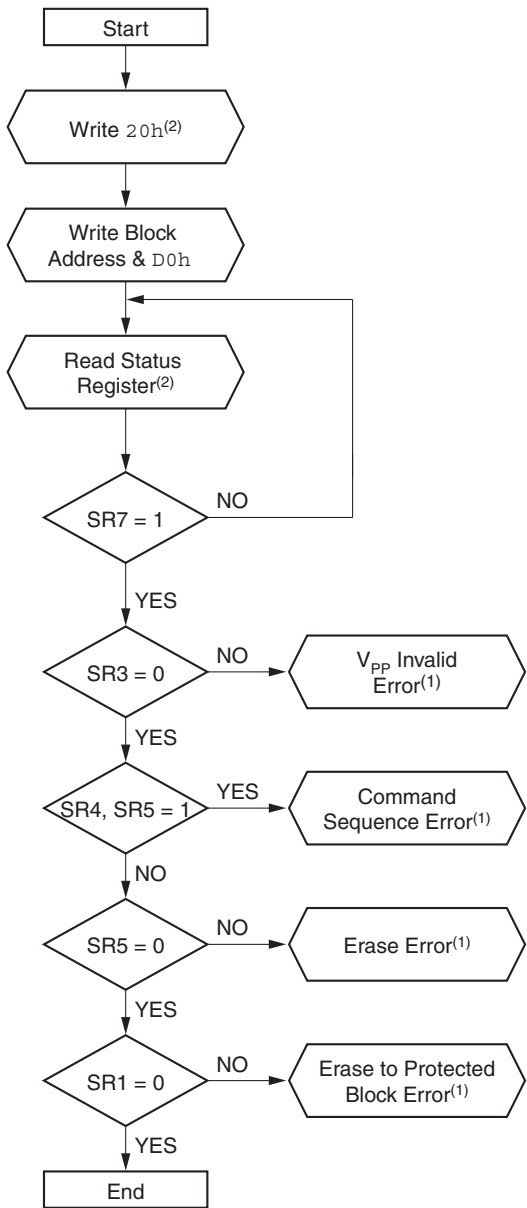 Start
Write 20h(2)
Write Block
Address & D0h
Read Status
Register(2)
SR7 = 1
NO
YES
SR3 = 0
NO
VPP Invalid
Error(1)
YES
SR4, SR5 = 1
YES
Command
Sequence Error(1)
NO
SR5 = 0
NO
Erase Error(1)
YES
SR1 = 0
NO
Erase to Protected
Block Error(1)
YES
End